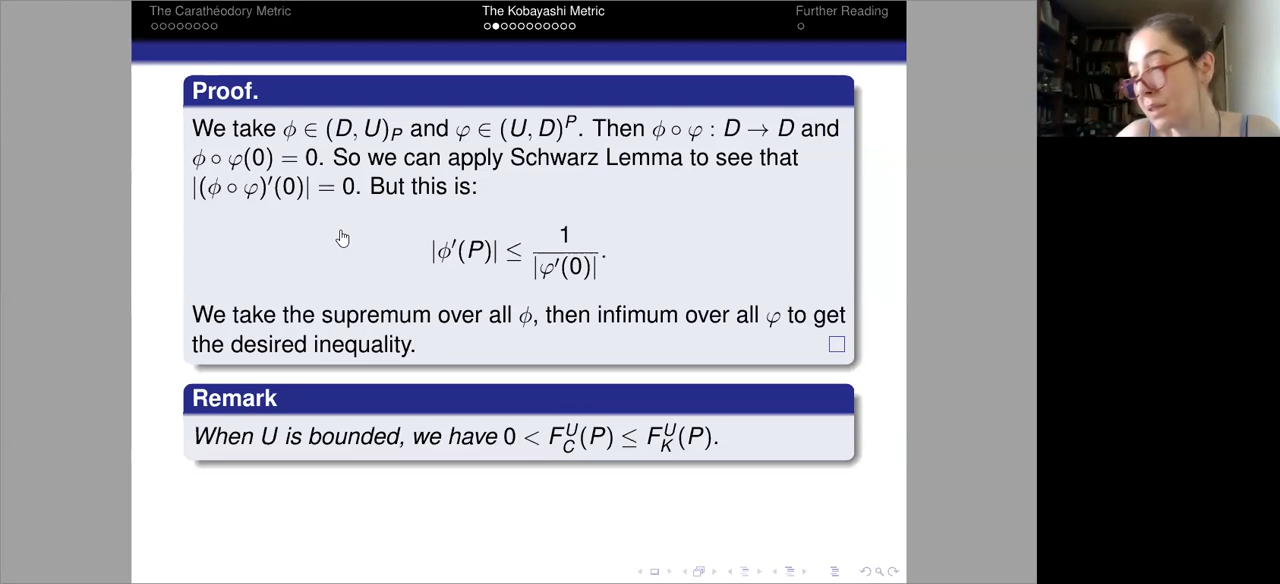 The Carathéodory Metric The Kobayashi Metric Further Reading
Proof.
We take ϕ ∈ (D, U)_P and φ ∈ (U, D)^P. Then ϕ ∘ φ : D → D and
ϕ ∘ φ(0) = 0. So we can apply Schwarz Lemma to see that
|(ϕ ∘ φ)′(0)| = 0. But this is:
|ϕ′(P)| ≤ 1/|φ′(0)|.
We take the supremum over all ϕ, then infimum over all φ to get
the desired inequality.
Remark
When U is bounded, we have 0 < F_C^U(P) ≤ F_K^U(P).